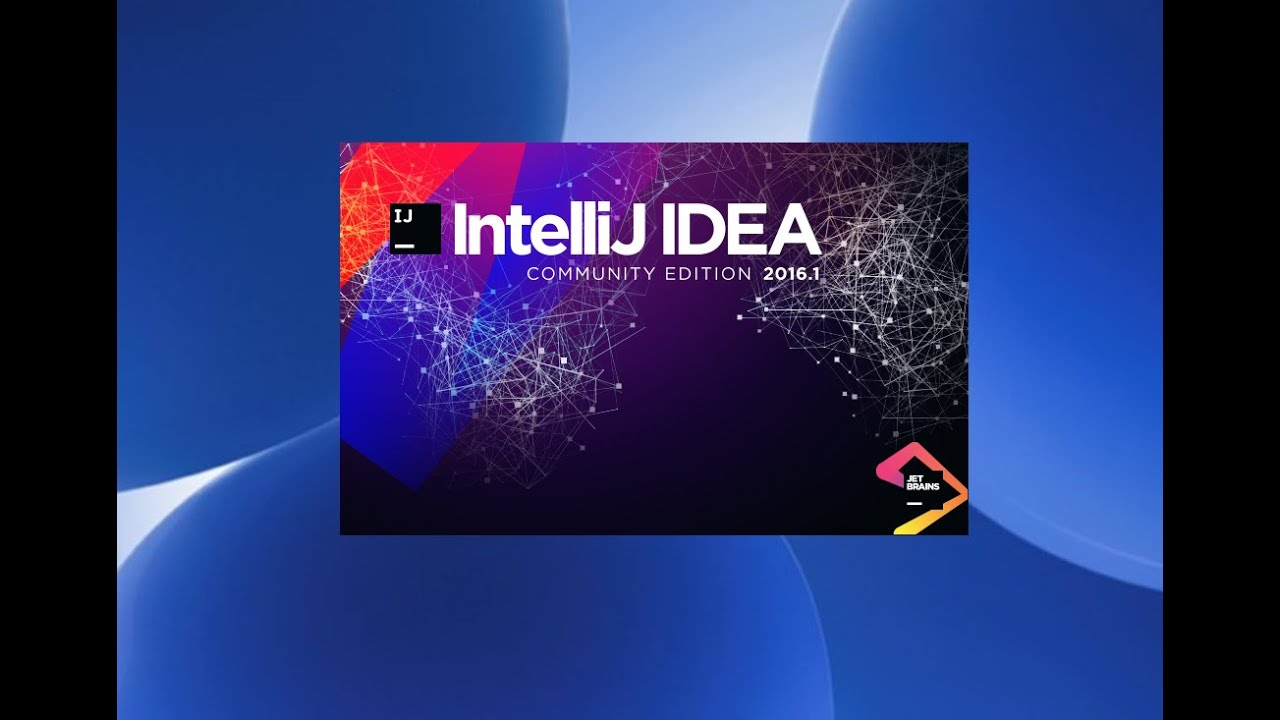 IJ
IntelliJ IDEA
COMMUNITY EDITION 2016.1
JET
BRAINS